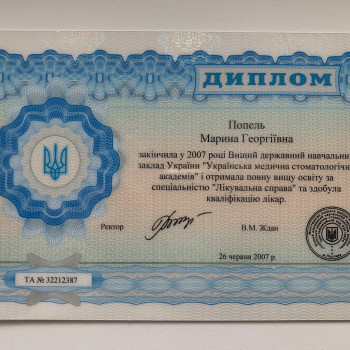 ДИПЛОМ
Попель
Марина Георгіївна
закінчила у 2007 році Вищий державний навчальний
заклад України "Українська медична стоматологічна
академія" і отримала повну вищу освіту за
спеціальністю "Лікувальна справа" та здобула
кваліфікацію лікар.
Ректор В.М. Ждан
26 червня 2007 р.
ТА № 32212387